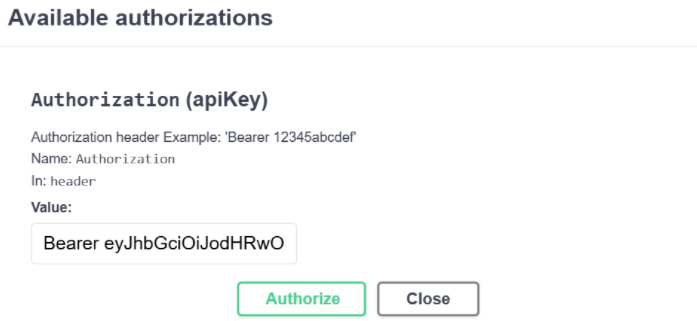 Available authorizations
Authorization (apiKey)
Authorization header Example: 'Bearer 12345abcdef'
Name: Authorization
In: header
Value:
Bearer eyJhbGciOiJodHRwO
Authorize Close